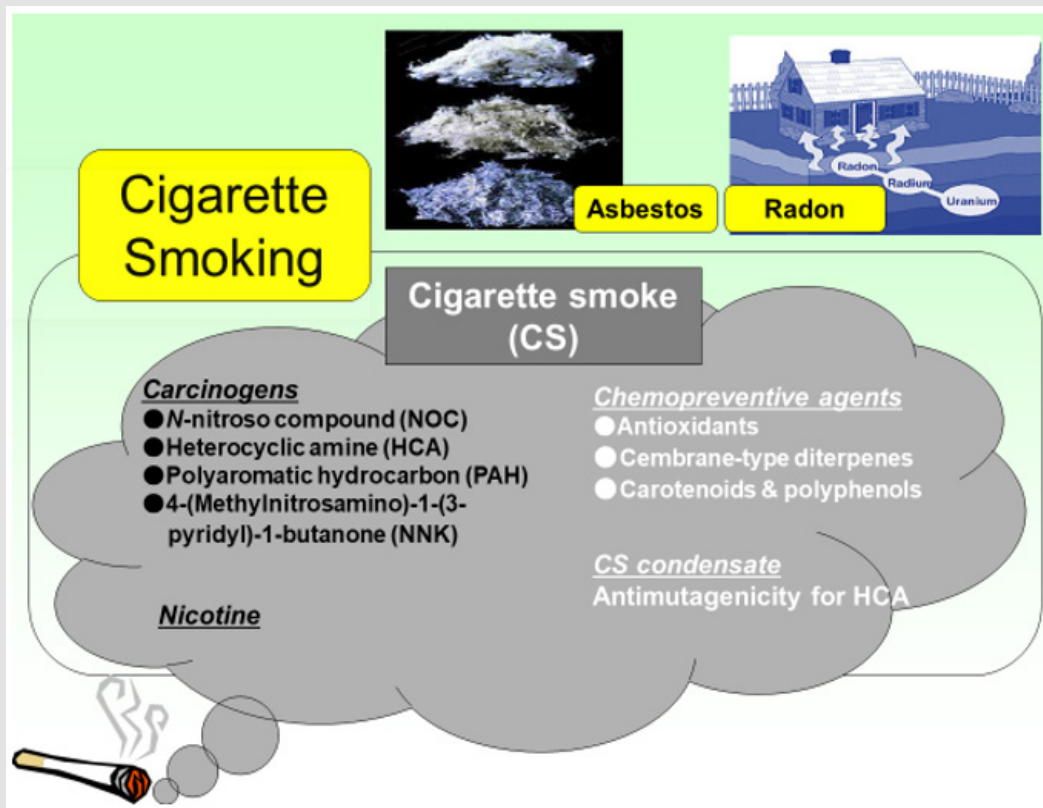 Cigarette
Smoking
Asbestos
Radon
Radon
Radium
Uranium
Cigarette smoke
(CS)
Carcinogens
●N-nitroso compound (NOC)
●Heterocyclic amine (HCA)
●Polyaromatic hydrocarbon (PAH)
●4-(Methylnitrosamino)-1-(3-
pyridyl)-1-butanone (NNK)
Nicotine
Chemopreventive agents
●Antioxidants
●Cembrane-type diterpenes
●Carotenoids & polyphenols
CS condensate
Antimutagenicity for HCA